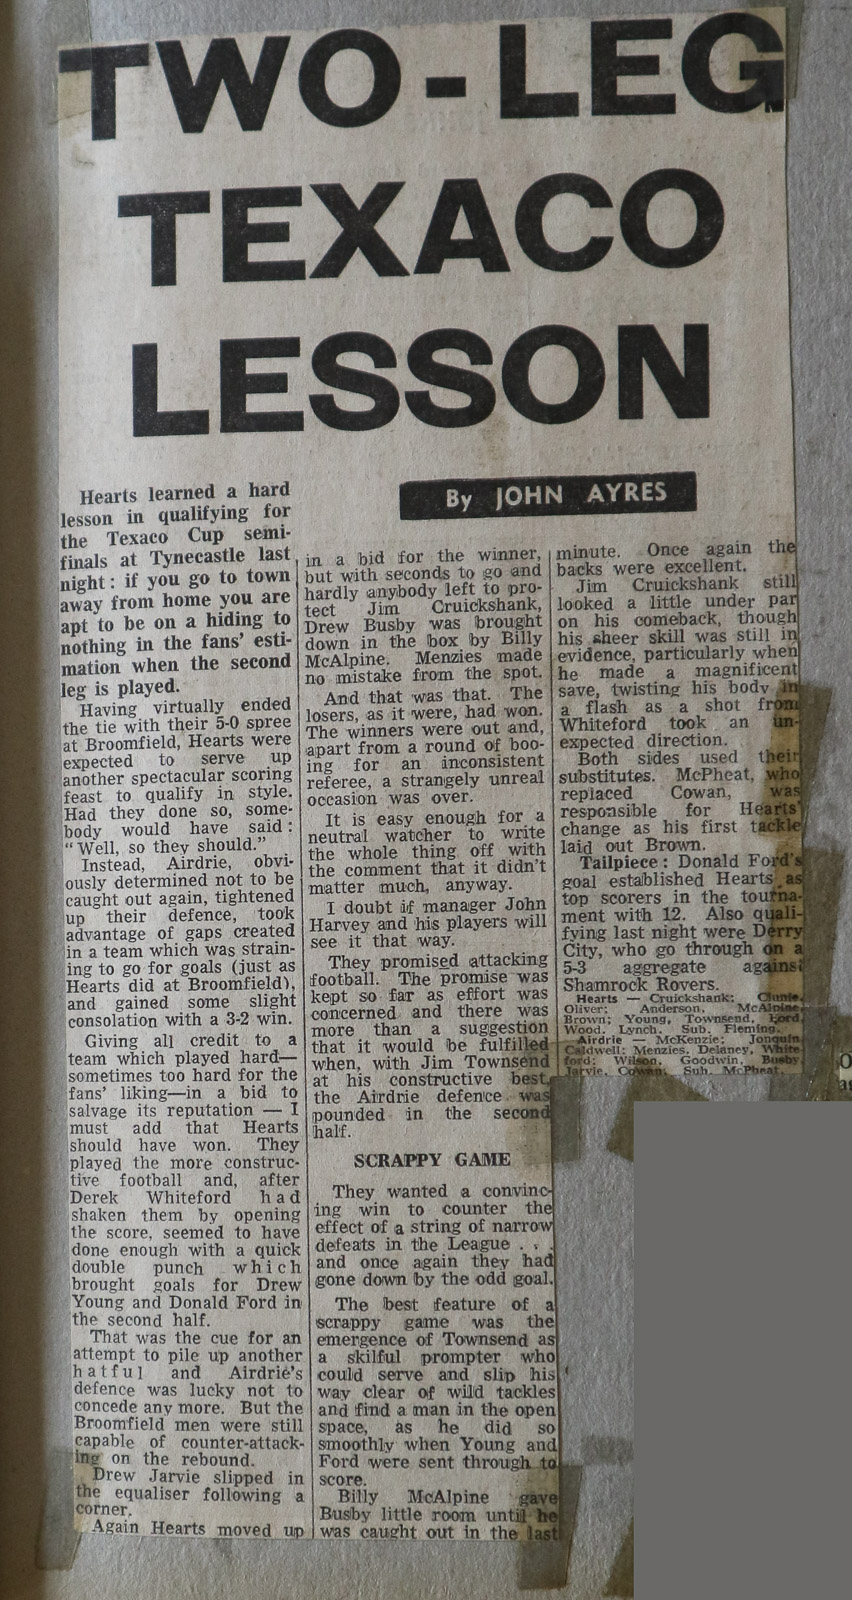 TWO-LEG
TEXACO
LESSON
By JOHN AYRES
Hearts learned a hard
lesson in qualifying for
the Texaco Cup semi-
finals at Tynecastle last
night: if you go to town
away from home you are
apt to be on a hiding to
nothing in the fans' esti-
mation when the second
leg is played.
Having virtually ended
the tie with their 5-0 spree
at Broomfield, Hearts were
expected to serve up
another spectacular scoring
feast to qualify in style.
Had they done so, some-
body would have said:
"Well, so they should."
Instead, Airdrie, obvi-
ously determined not to be
caught out again, tightened
up their defence, took
advantage of gaps created
in a team which was strain-
ing to go for goals (just as
Hearts did at Broomfield),
and gained some slight
consolation with a 3-2 win.
Giving all credit to a
team which played hard—
sometimes too hard for the
fans' liking—in a bid to
salvage its reputation — I
must add that Hearts
should have won. They
played the more construc-
tive football and, after
Derek Whiteford had
shaken them by opening
the score, seemed to have
done enough with a quick
double punch which
brought goals for Drew
Young and Donald Ford in
the second half.
That was the cue for an
attempt to pile up another
hatful and Airdrie's
defence was lucky not to
concede any more. But the
Broomfield men were still
capable of counter-attack-
ing on the rebound.
Drew Jarvie slipped in
the equaliser following a
corner.
Again Hearts moved up
in a bid for the winner,
but with seconds to go and
hardly anybody left to pro-
tect Jim Cruickshank,
Drew Busby was brought
down in the box by Billy
McAlpine. Menzies made
no mistake from the spot.
And that was that. The
losers, as it were, had won.
The winners were out and,
apart from a round of boo-
ing for an inconsistent
referee, a strangely unreal
occasion was over.
It is easy enough for a
neutral watcher to write
the whole thing off with
the comment that it didn't
matter much, anyway.
I doubt if manager John
Harvey and his players will
see it that way.
They promised attacking
football. The promise was
kept so far as effort was
concerned and there was
more than a suggestion
that it would be fulfilled
when, with Jim Townsend
at his constructive best,
the Airdrie defence was
pounded in the second
half.
SCRAPPY GAME
They wanted a convinc-
ing win to counter the
effect of a string of narrow
defeats in the League . . .
and once again they had
gone down by the odd goal.
The best feature of a
scrappy game was the
emergence of Townsend as
a skilful prompter who
could serve and slip his
way clear of wild tackles
and find a man in the open
space, as he did so
smoothly when Young and
Ford were sent through to
score.
Billy McAlpine gave
Busby little room until he
was caught out in the last
minute. Once again the
backs were excellent.
Jim Cruickshank still
looked a little under par
on his comeback, though
his sheer skill was still in
evidence, particularly when
he made a magnificent
save, twisting his body in
a flash as a shot from
Whiteford took an un-
expected direction.
Both sides used their
substitutes. McPheat, who
replaced Cowan, was
responsible for Hearts'
change as his first tackle
laid out Brown.
Tailpiece: Donald Ford's
goal established Hearts as
top scorers in the tourna-
ment with 12. Also quali-
fying last night were Derry
City, who go through on a
5-3 aggregate against
Shamrock Rovers.
Hearts — Cruickshank; Clunie,
Oliver; Anderson, McAlpine,
Brown; Young, Townsend, Ford,
Wood, Lynch. Sub. Fleming.
Airdrie — McKenzie; Jonquin,
Caldwell; Menzies, Delaney, White-
ford; Wilson, Goodwin, Busby,
Jarvie, Cowan. Sub. McPheat.